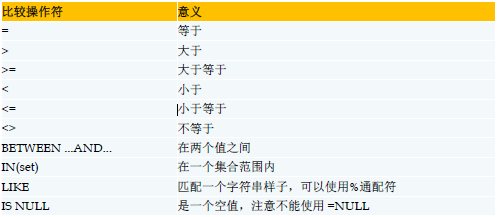 比较操作符 意义
= 等于
> 大于
>= 大于等于
< 小于
<= 小于等于
<> 不等于
BETWEEN ...AND... 在两个值之间
IN(set) 在一个集合范围内
LIKE 匹配一个字符串样子，可以使用%通配符
IS NULL 是一个空值，注意不能使用 =NULL